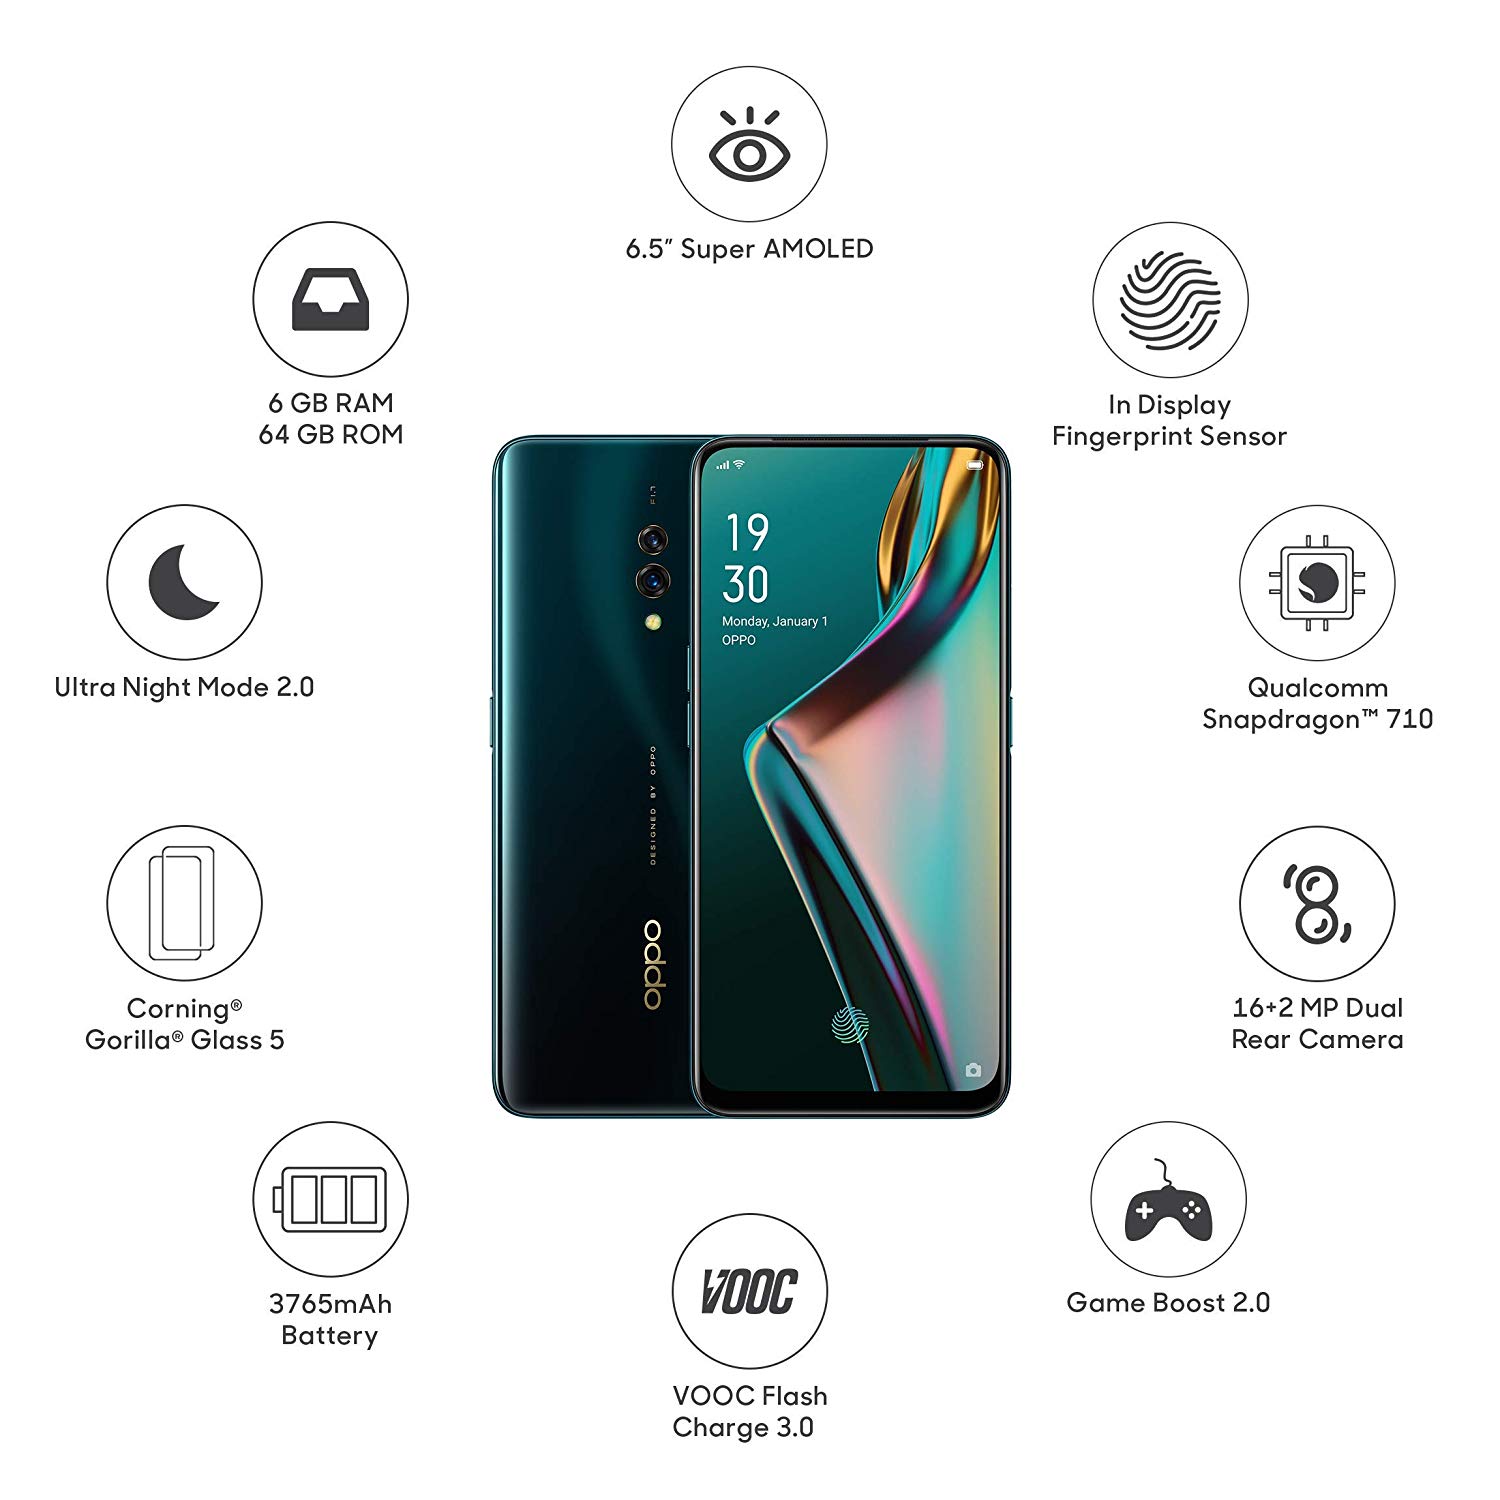 6.5” Super AMOLED
6 GB RAM
64 GB ROM
In Display
Fingerprint Sensor
Ultra Night Mode 2.0
Qualcomm
Snapdragon™ 710
Corning®
Gorilla® Glass 5
16+2 MP Dual
Rear Camera
3765mAh
Battery
VOOC
VOOC Flash
Charge 3.0
Game Boost 2.0
F1.7
DESIGNED BY OPPO
oppo
19
30
Monday, January 1
OPPO